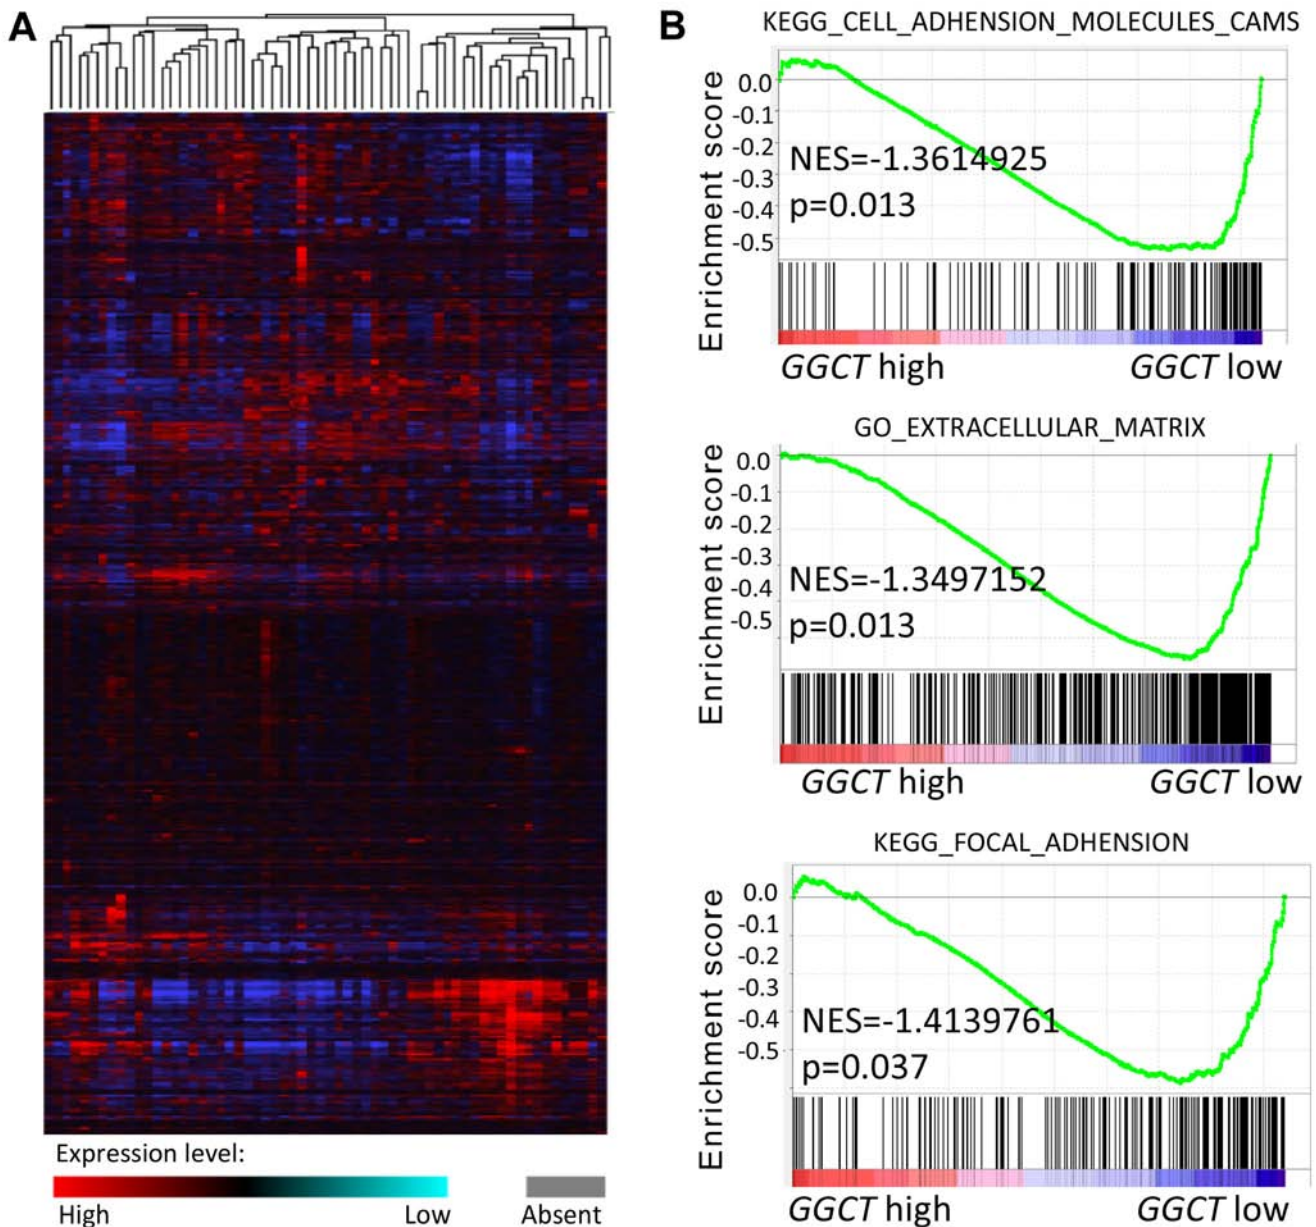 A
Expression level:
High Low Absent
B
KEGG_CELL_ADHENSION_MOLECULES_CAMS
Enrichment score
0.0
-0.1
-0.2
-0.3
-0.4
-0.5
NES=-1.3614925
p=0.013
GGCT high GGCT low
GO_EXTRACELLULAR_MATRIX
Enrichment score
0.0
-0.1
-0.2
-0.3
-0.4
-0.5
NES=-1.3497152
p=0.013
GGCT high GGCT low
KEGG_FOCAL_ADHENSION
Enrichment score
0.0
-0.1
-0.2
-0.3
-0.4
-0.5
NES=-1.4139761
p=0.037
GGCT high GGCT low